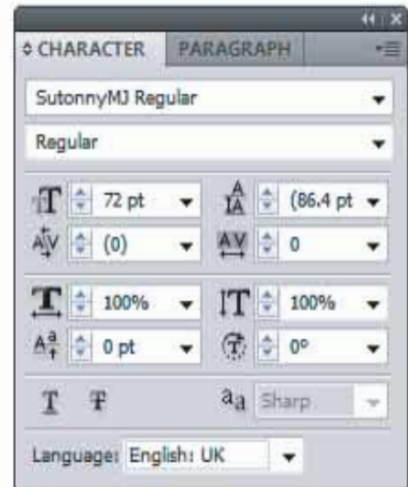 CHARACTER PARAGRAPH
SutonnyMJ Regular
Regular
72 pt (86.4 pt
(0) 0
100% 100%
0 pt 0°
Sharp
Language: English: UK